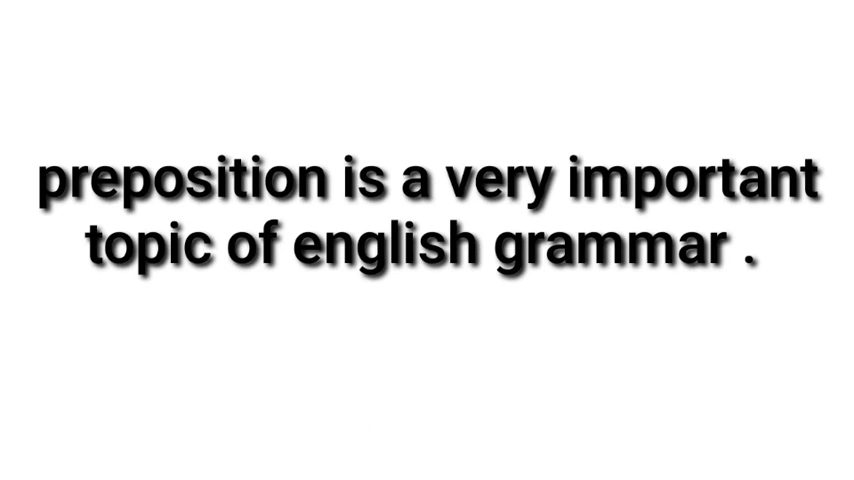 preposition is a very important
topic of english grammar .